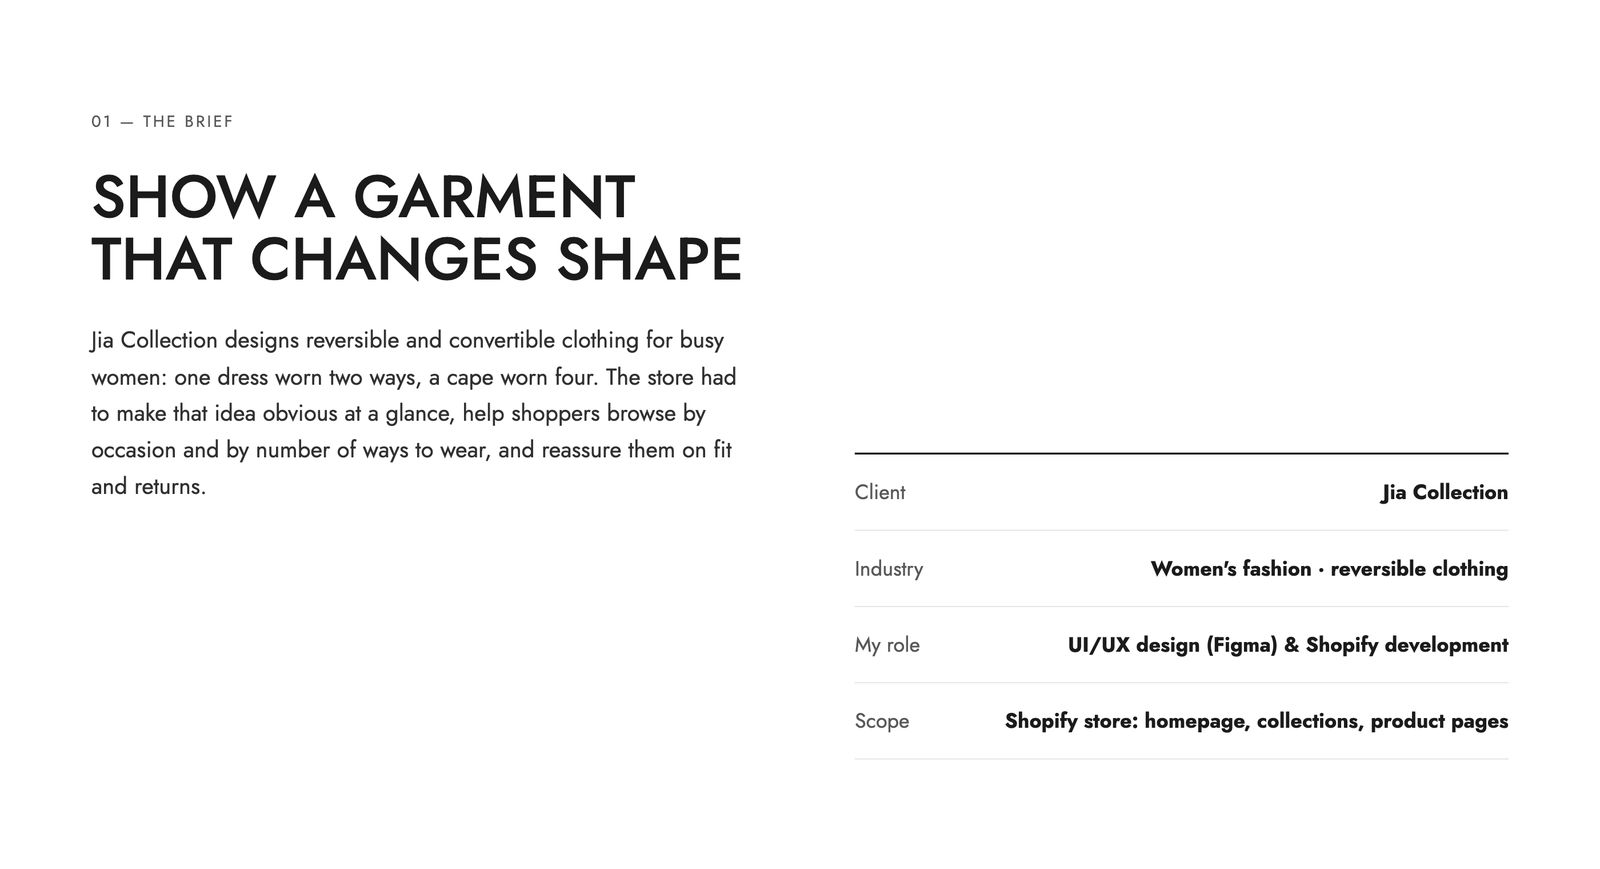 01 — THE BRIEF
SHOW A GARMENT
THAT CHANGES SHAPE
Jia Collection designs reversible and convertible clothing for busy
women: one dress worn two ways, a cape worn four. The store had
to make that idea obvious at a glance, help shoppers browse by
occasion and by number of ways to wear, and reassure them on fit
and returns.
Client Jia Collection
Industry Women's fashion · reversible clothing
My role UI/UX design (Figma) & Shopify development
Scope Shopify store: homepage, collections, product pages